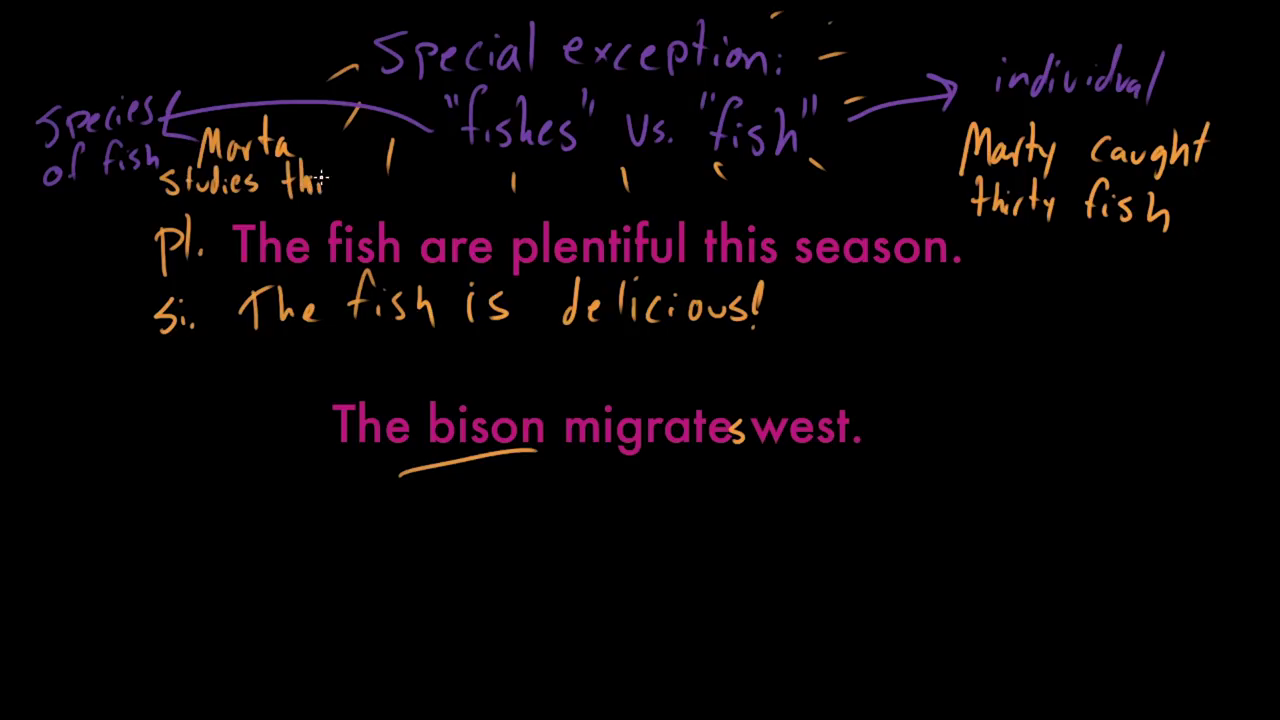 Special exception:
"fishes" vs. "fish"
individual
Species
of fish
Marta
studies thi
Marty caught
thirty fish
pl. The fish are plentiful this season.
si. The fish is delicious!
The bison migrates west.